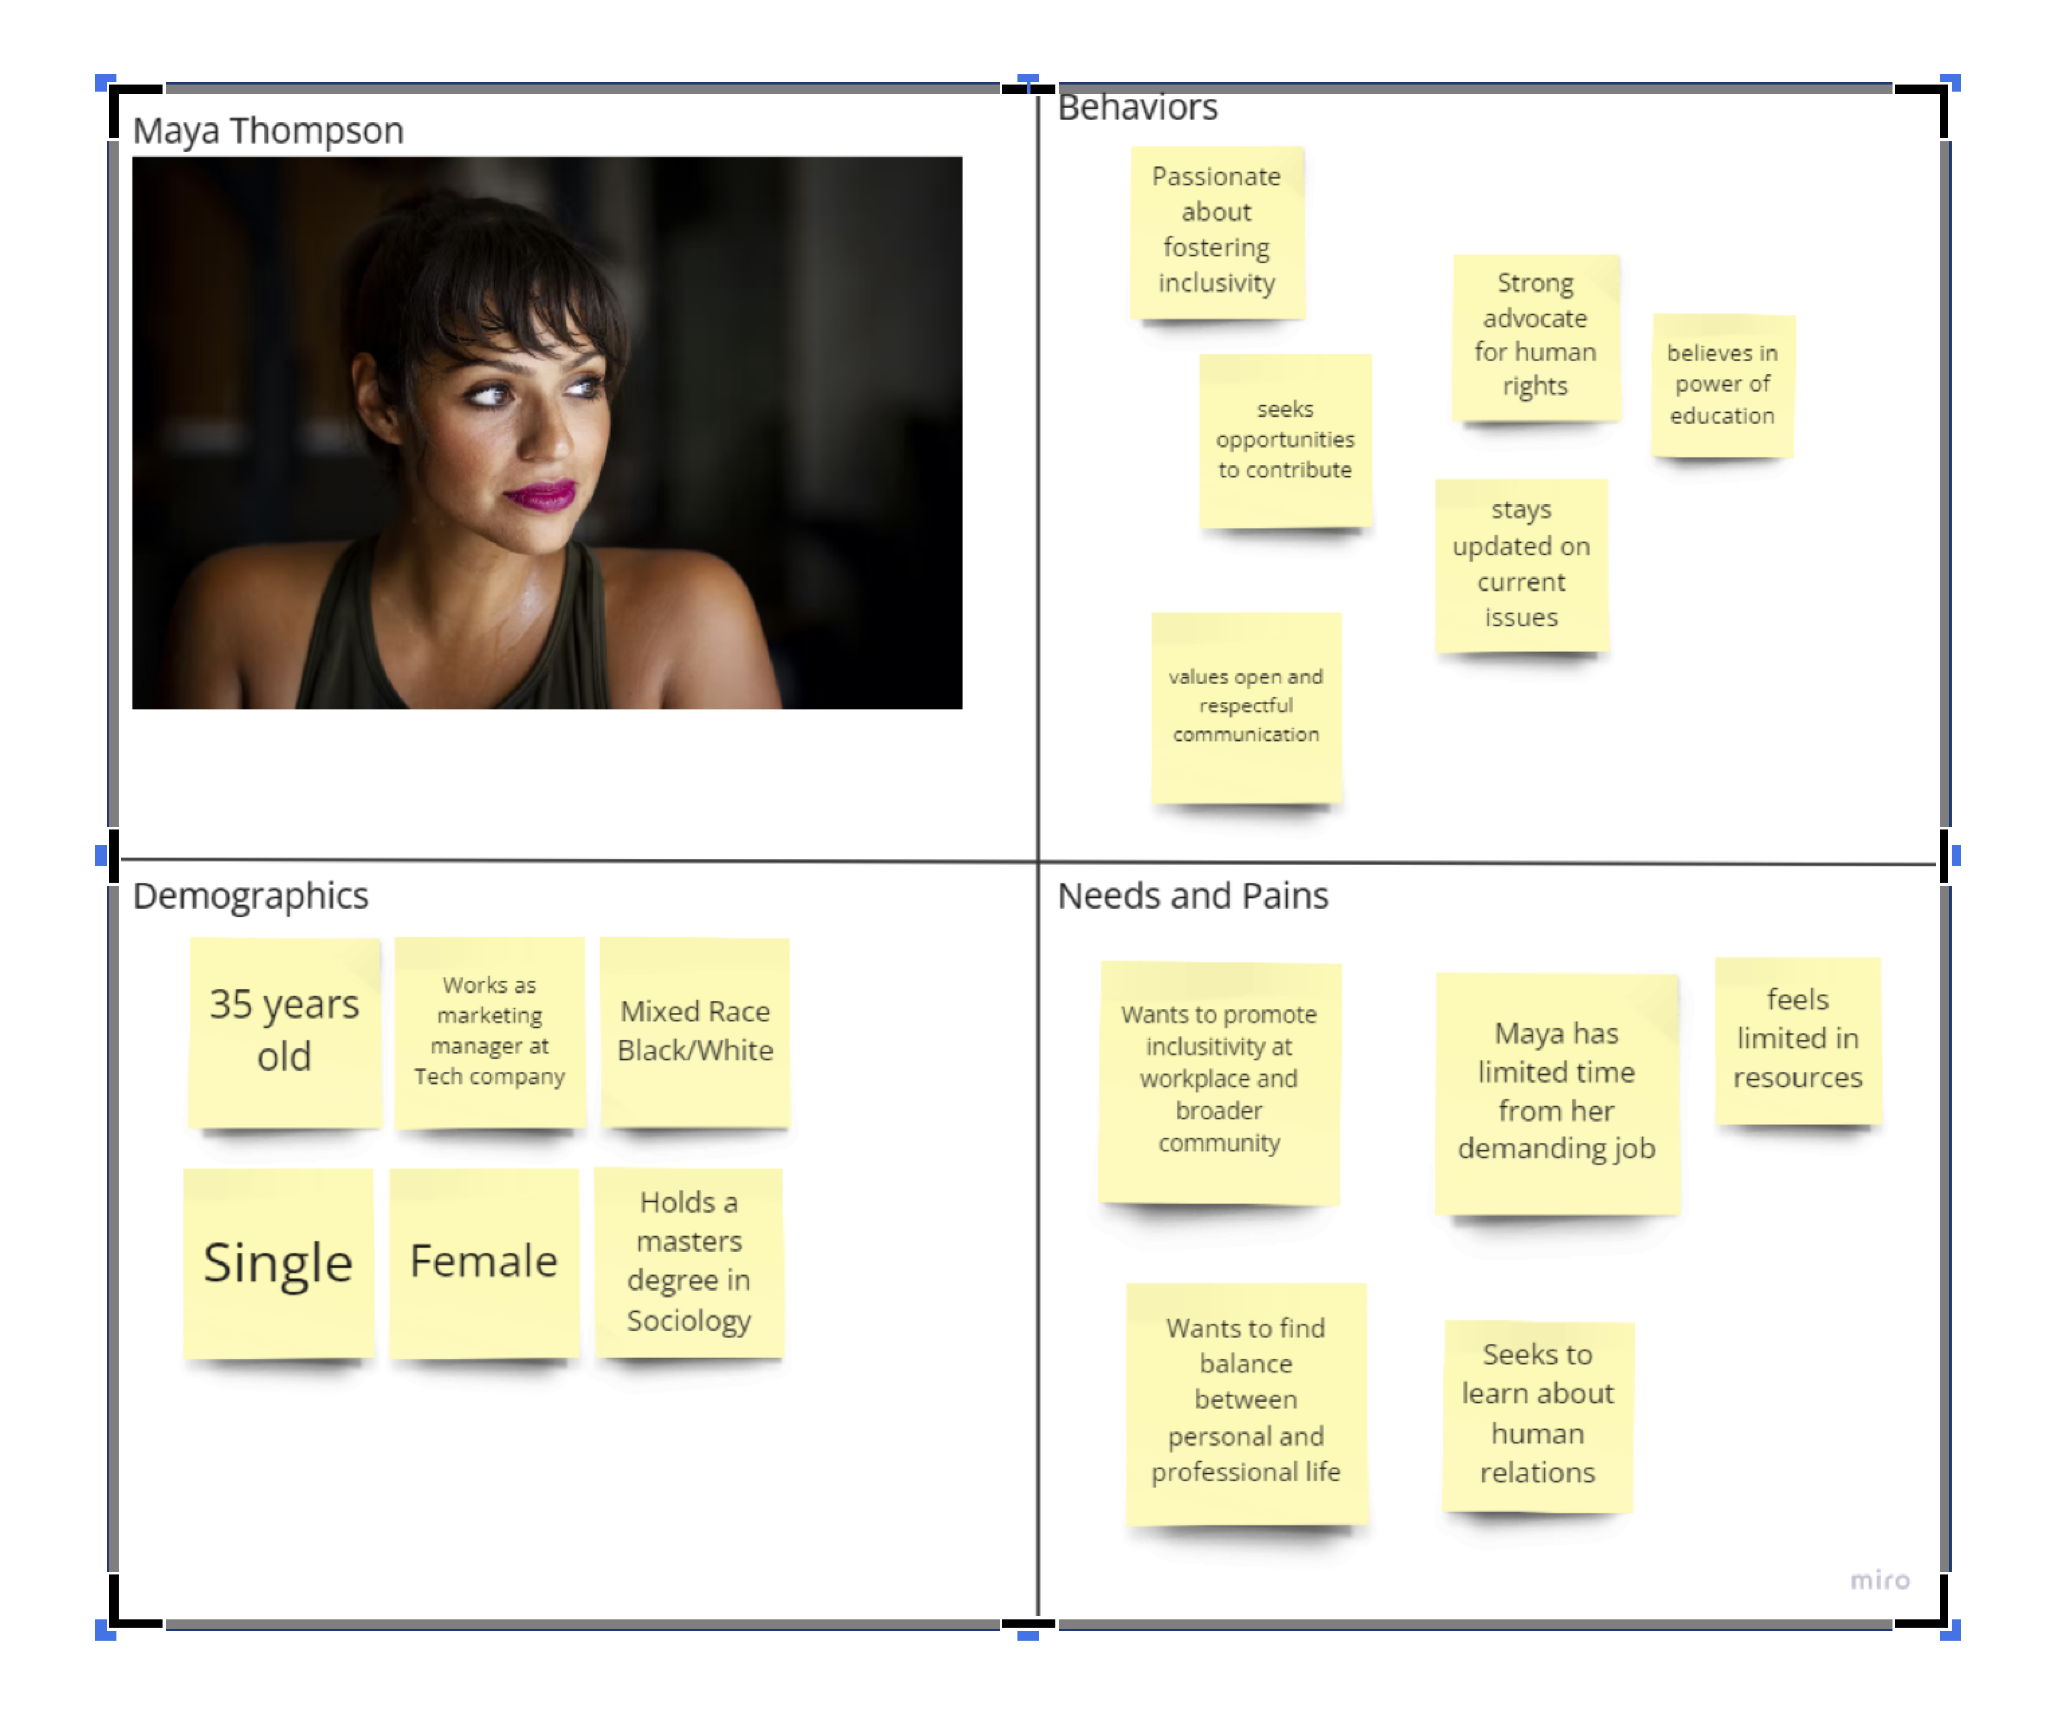 Maya Thompson
Behaviors
Passionate
about
fostering
inclusivity
Strong
advocate
for human
rights
believes in
power of
education
seeks
opportunities
to contribute
stays
updated on
current
issues
values open and
respectful
communication
Demographics
35 years
old
Works as
marketing
manager at
Tech company
Mixed Race
Black/White
Single
Female
Holds a
masters
degree in
Sociology
Needs and Pains
Wants to promote
inclusitivity at
workplace and
broader
community
Maya has
limited time
from her
demanding job
feels
limited in
resources
Wants to find
balance
between
personal and
professional life
Seeks to
learn about
human
relations
miro